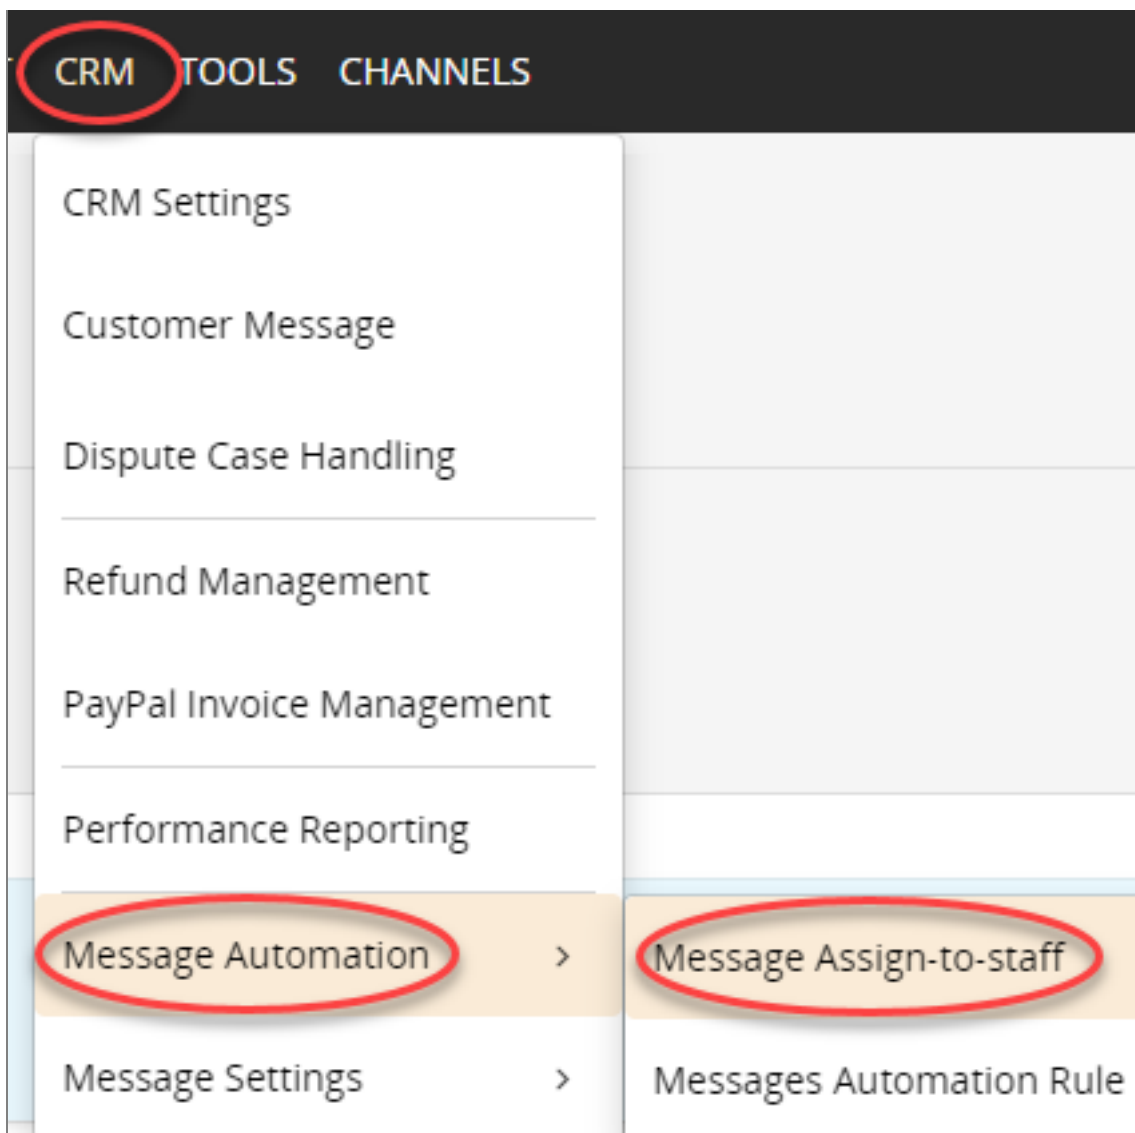 CRM TOOLS CHANNELS
CRM Settings
Customer Message
Dispute Case Handling
Refund Management
PayPal Invoice Management
Performance Reporting
Message Automation >
Message Assign-to-staff
Message Settings >
Messages Automation Rule